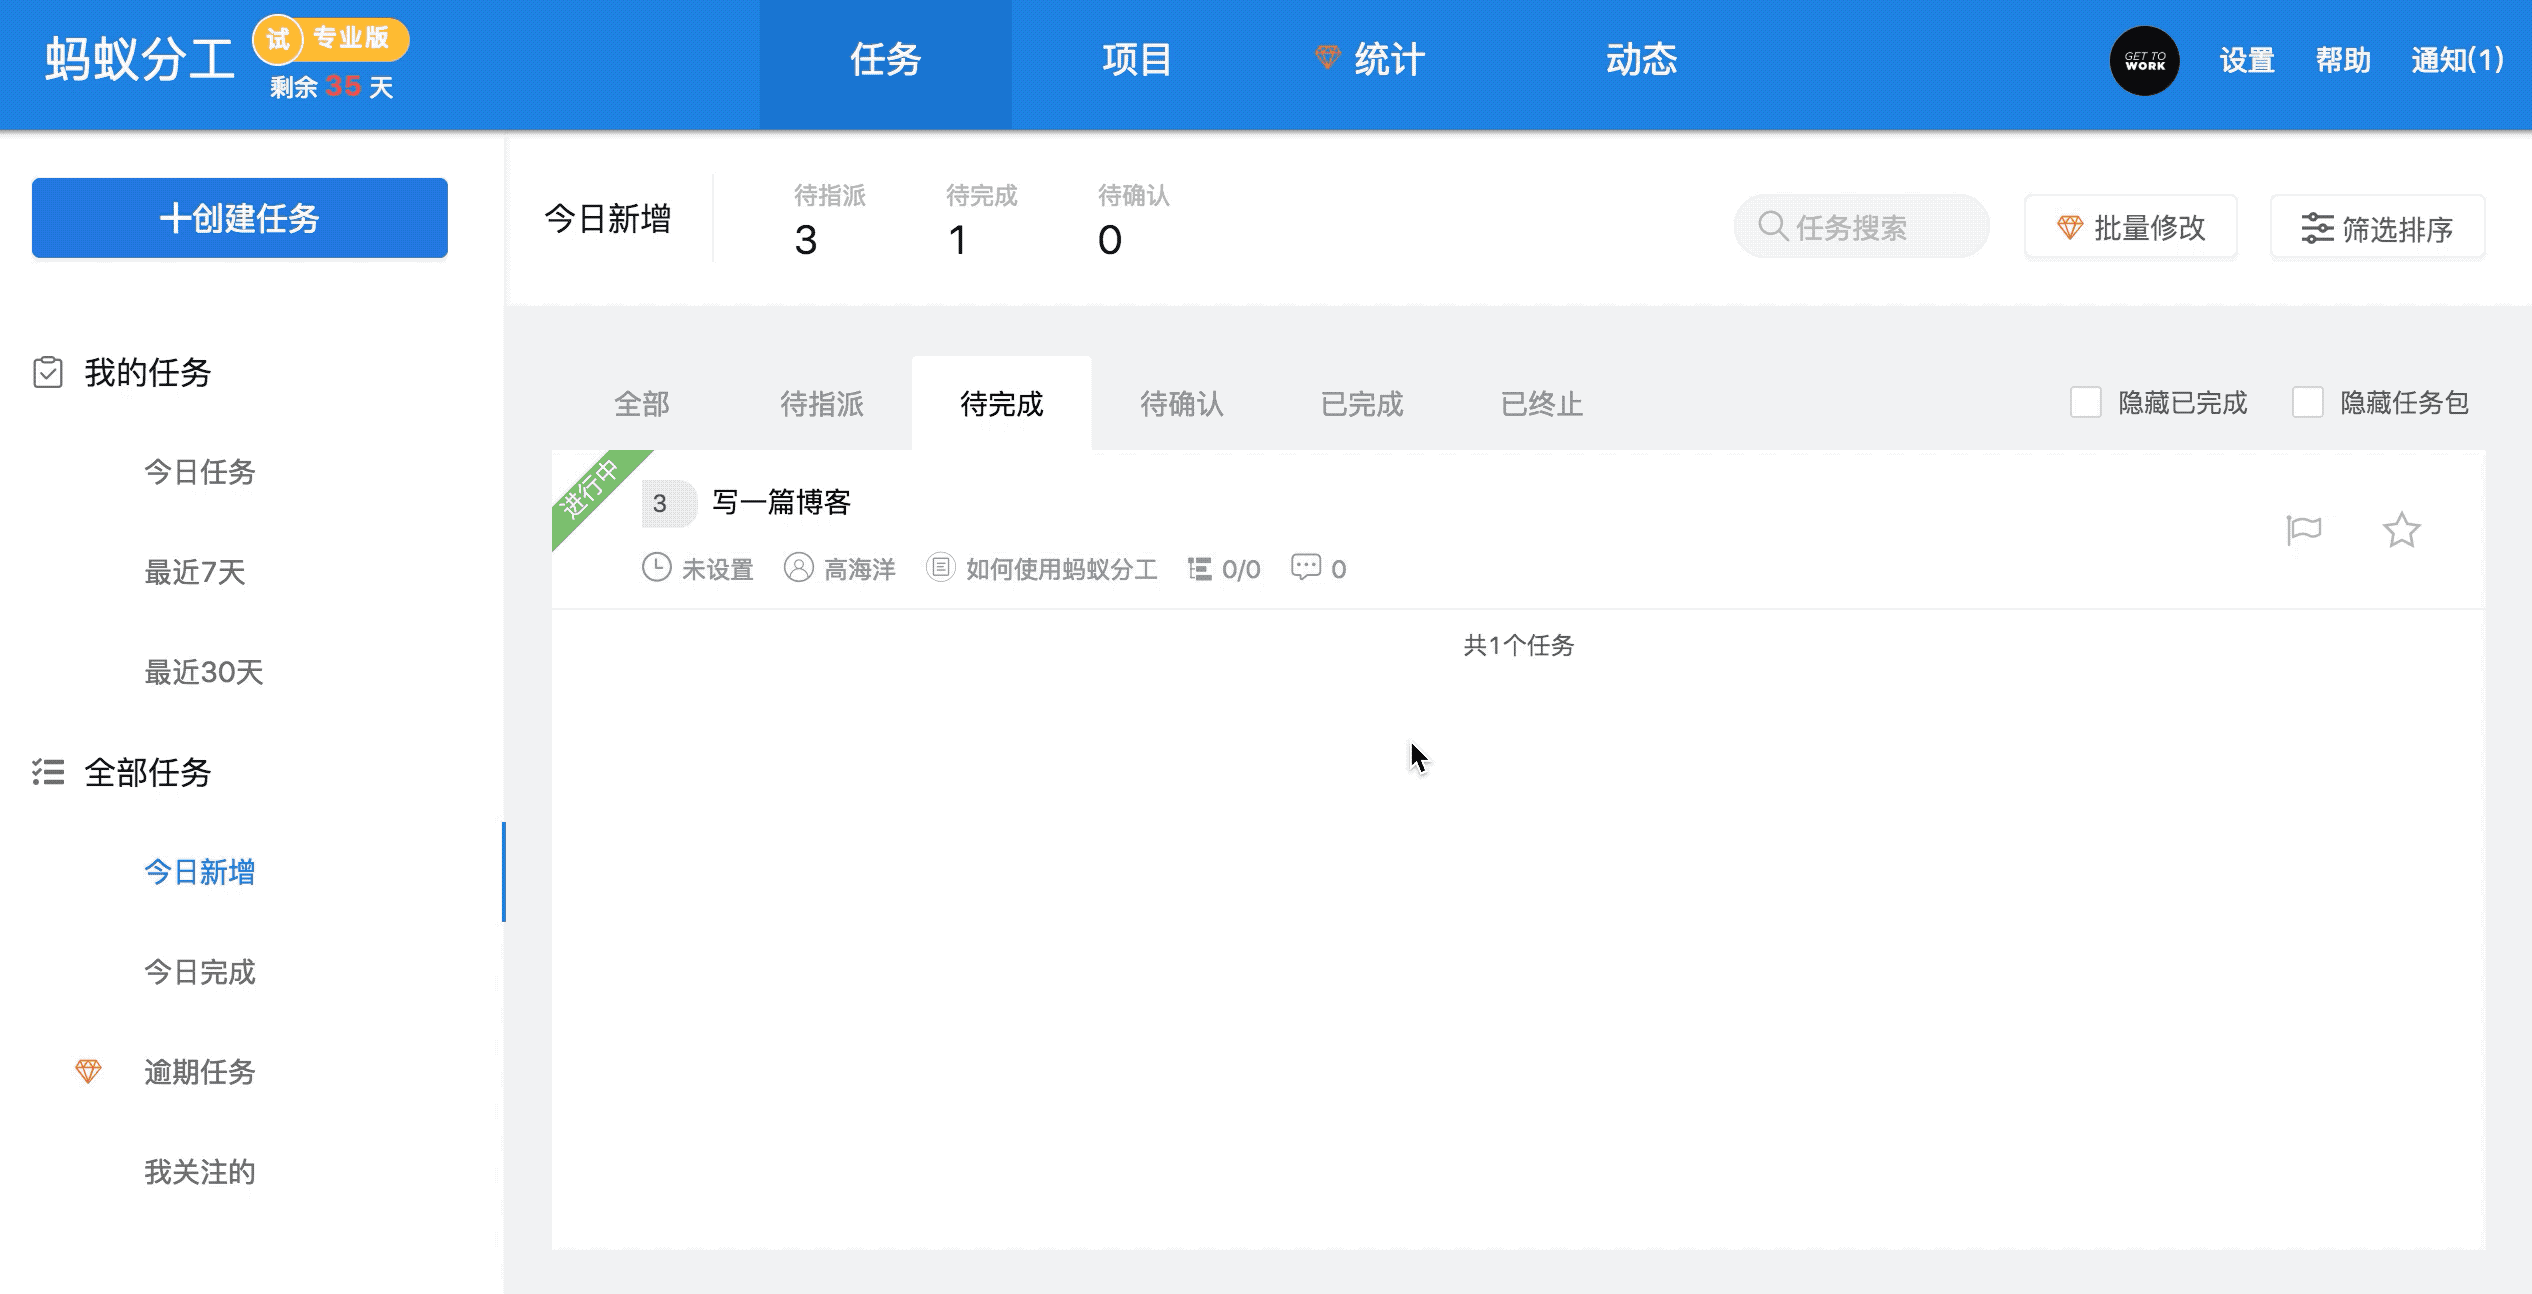 蚂蚁分工
试 专业版
剩余 35 天
任务 项目 统计 动态
GET TO
WORK
设置 帮助 通知(1)
十创建任务
我的任务
今日任务
最近7天
最近30天
全部任务
今日新增
今日完成
逾期任务
我关注的
今日新增
待指派 待完成 待确认
3 1 0
任务搜索 批量修改 筛选排序
全部 待指派 待完成 待确认 已完成 已终止
隐藏已完成 隐藏任务包
进行中
3 写一篇博客
未设置 高海洋 如何使用蚂蚁分工 0/0 0
共1个任务